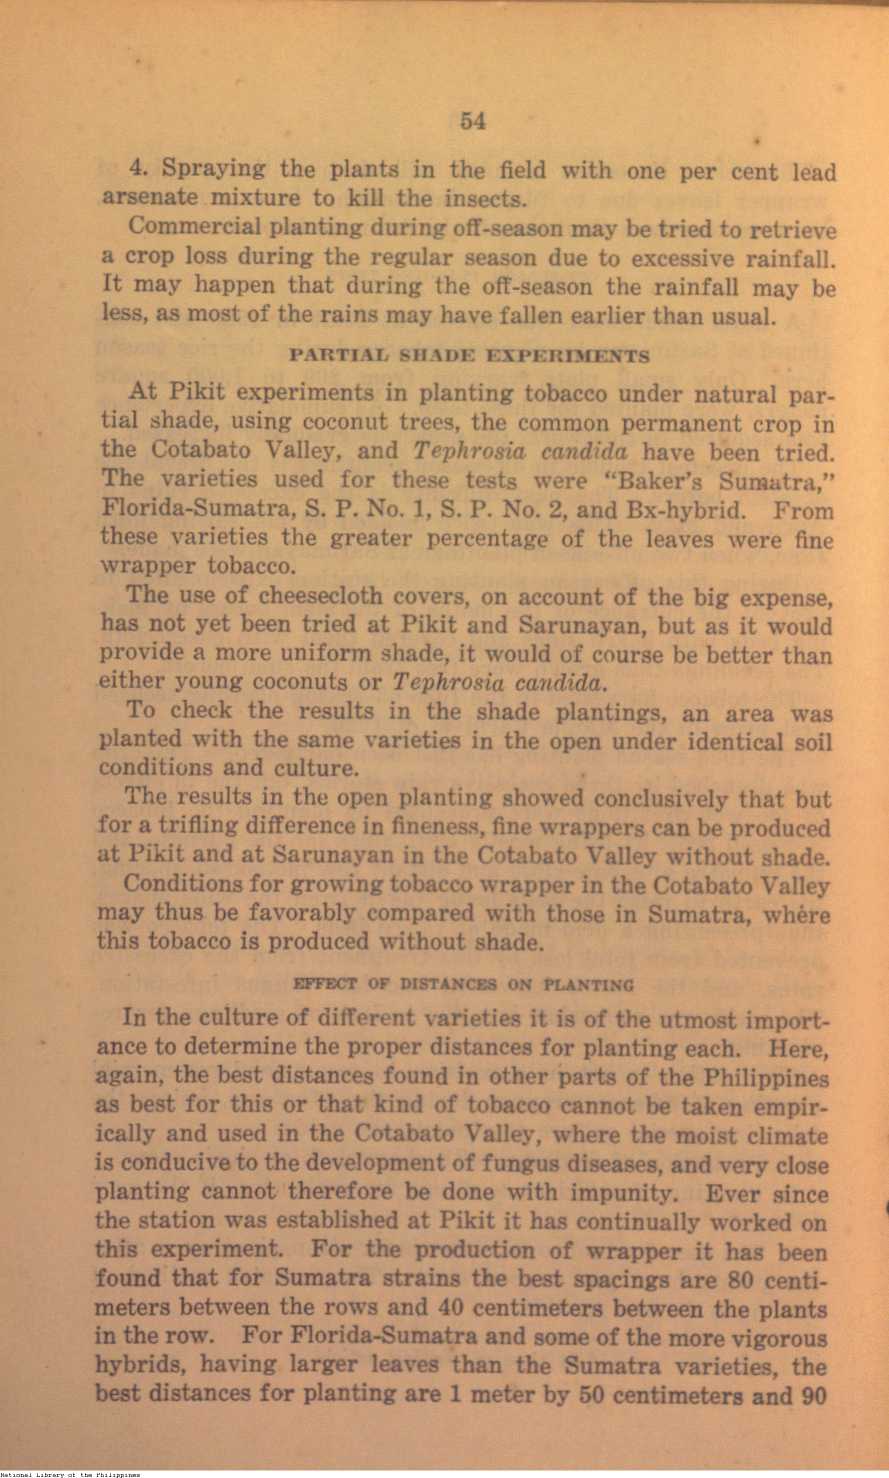 54
4. Spraying the plants in the field with one per cent lead
arsenate mixture to kill the insects.
Commercial planting during off-season may be tried to retrieve
a crop loss during the regular season due to excessive rainfall.
It may happen that during the off-season the rainfall may be
less, as most of the rains may have fallen earlier than usual.
PARTIAL SHADE EXPERIMENTS
At Pikit experiments in planting tobacco under natural par-
tial shade, using coconut trees, the common permanent crop in
the Cotabato Valley, and Tephrosia candida have been tried.
The varieties used for these tests were “Baker's Sumatra,”
Florida-Sumatra, S. P. No. 1, S. P. No. 2, and Bx-hybrid. From
these varieties the greater percentage of the leaves were fine
wrapper tobacco.
The use of cheesecloth covers, on account of the big expense,
has not yet been tried at Pikit and Sarunayan, but as it would
provide a more uniform shade, it would of course be better than
either young coconuts or Tephrosia candida.
To check the results in the shade plantings, an area was
planted with the same varieties in the open under identical soil
conditions and culture.
The results in the open planting showed conclusively that but
for a trifling difference in fineness, fine wrappers can be produced
at Pikit and at Sarunayan in the Cotabato Valley without shade.
Conditions for growing tobacco wrapper in the Cotabato Valley
may thus be favorably compared with those in Sumatra, where
this tobacco is produced without shade.
EFFECT OF DISTANCES ON PLANTING
In the culture of different varieties it is of the utmost import-
ance to determine the proper distances for planting each. Here,
again, the best distances found in other parts of the Philippines
as best for this or that kind of tobacco cannot be taken empir-
ically and used in the Cotabato Valley, where the moist climate
is conducive to the development of fungus diseases, and very close
planting cannot therefore be done with impunity. Ever since
the station was established at Pikit it has continually worked on
this experiment. For the production of wrapper it has been
found that for Sumatra strains the best spacings are 80 centi-
meters between the rows and 40 centimeters between the plants
in the row. For Florida-Sumatra and some of the more vigorous
hybrids, having larger leaves than the Sumatra varieties, the
best distances for planting are 1 meter by 50 centimeters and 90
National Library of the Philippines